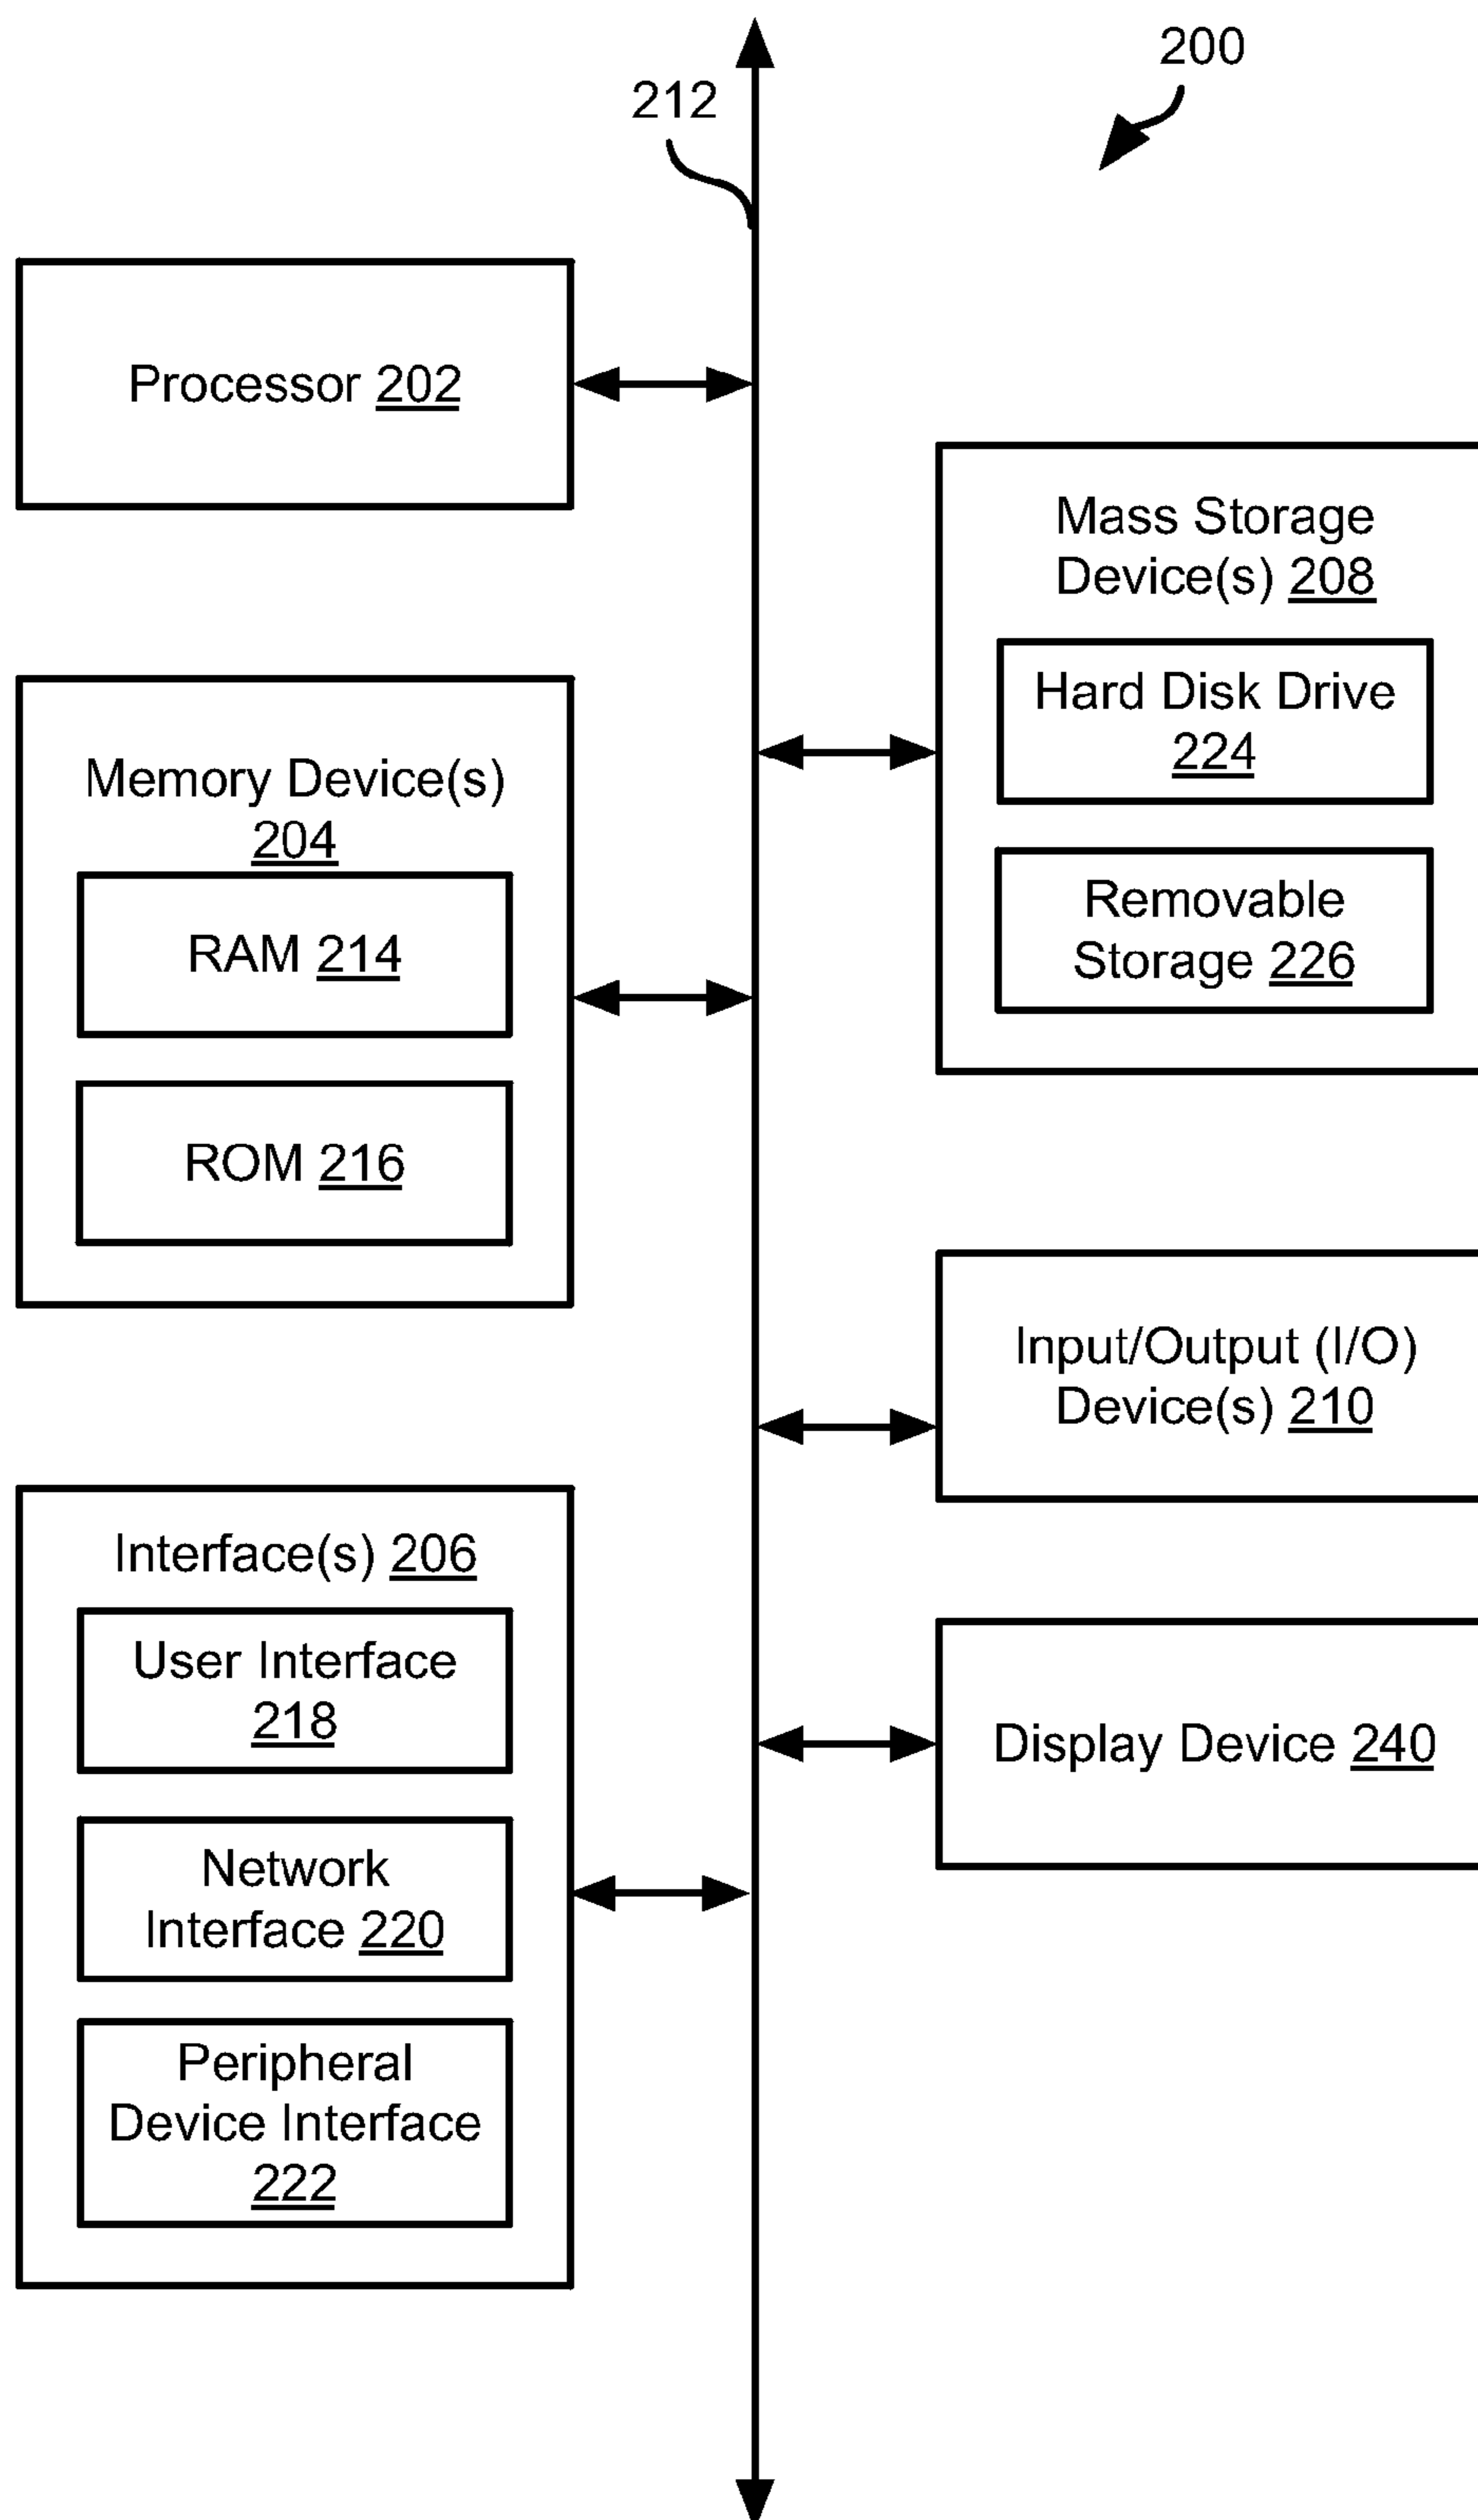 200
212
Processor 202
Mass Storage
Device(s) 208
Hard Disk Drive
224
Removable
Storage 226
Memory Device(s)
204
RAM 214
ROM 216
Input/Output (I/O)
Device(s) 210
Interface(s) 206
User Interface
218
Network
Interface 220
Peripheral
Device Interface
222
Display Device 240